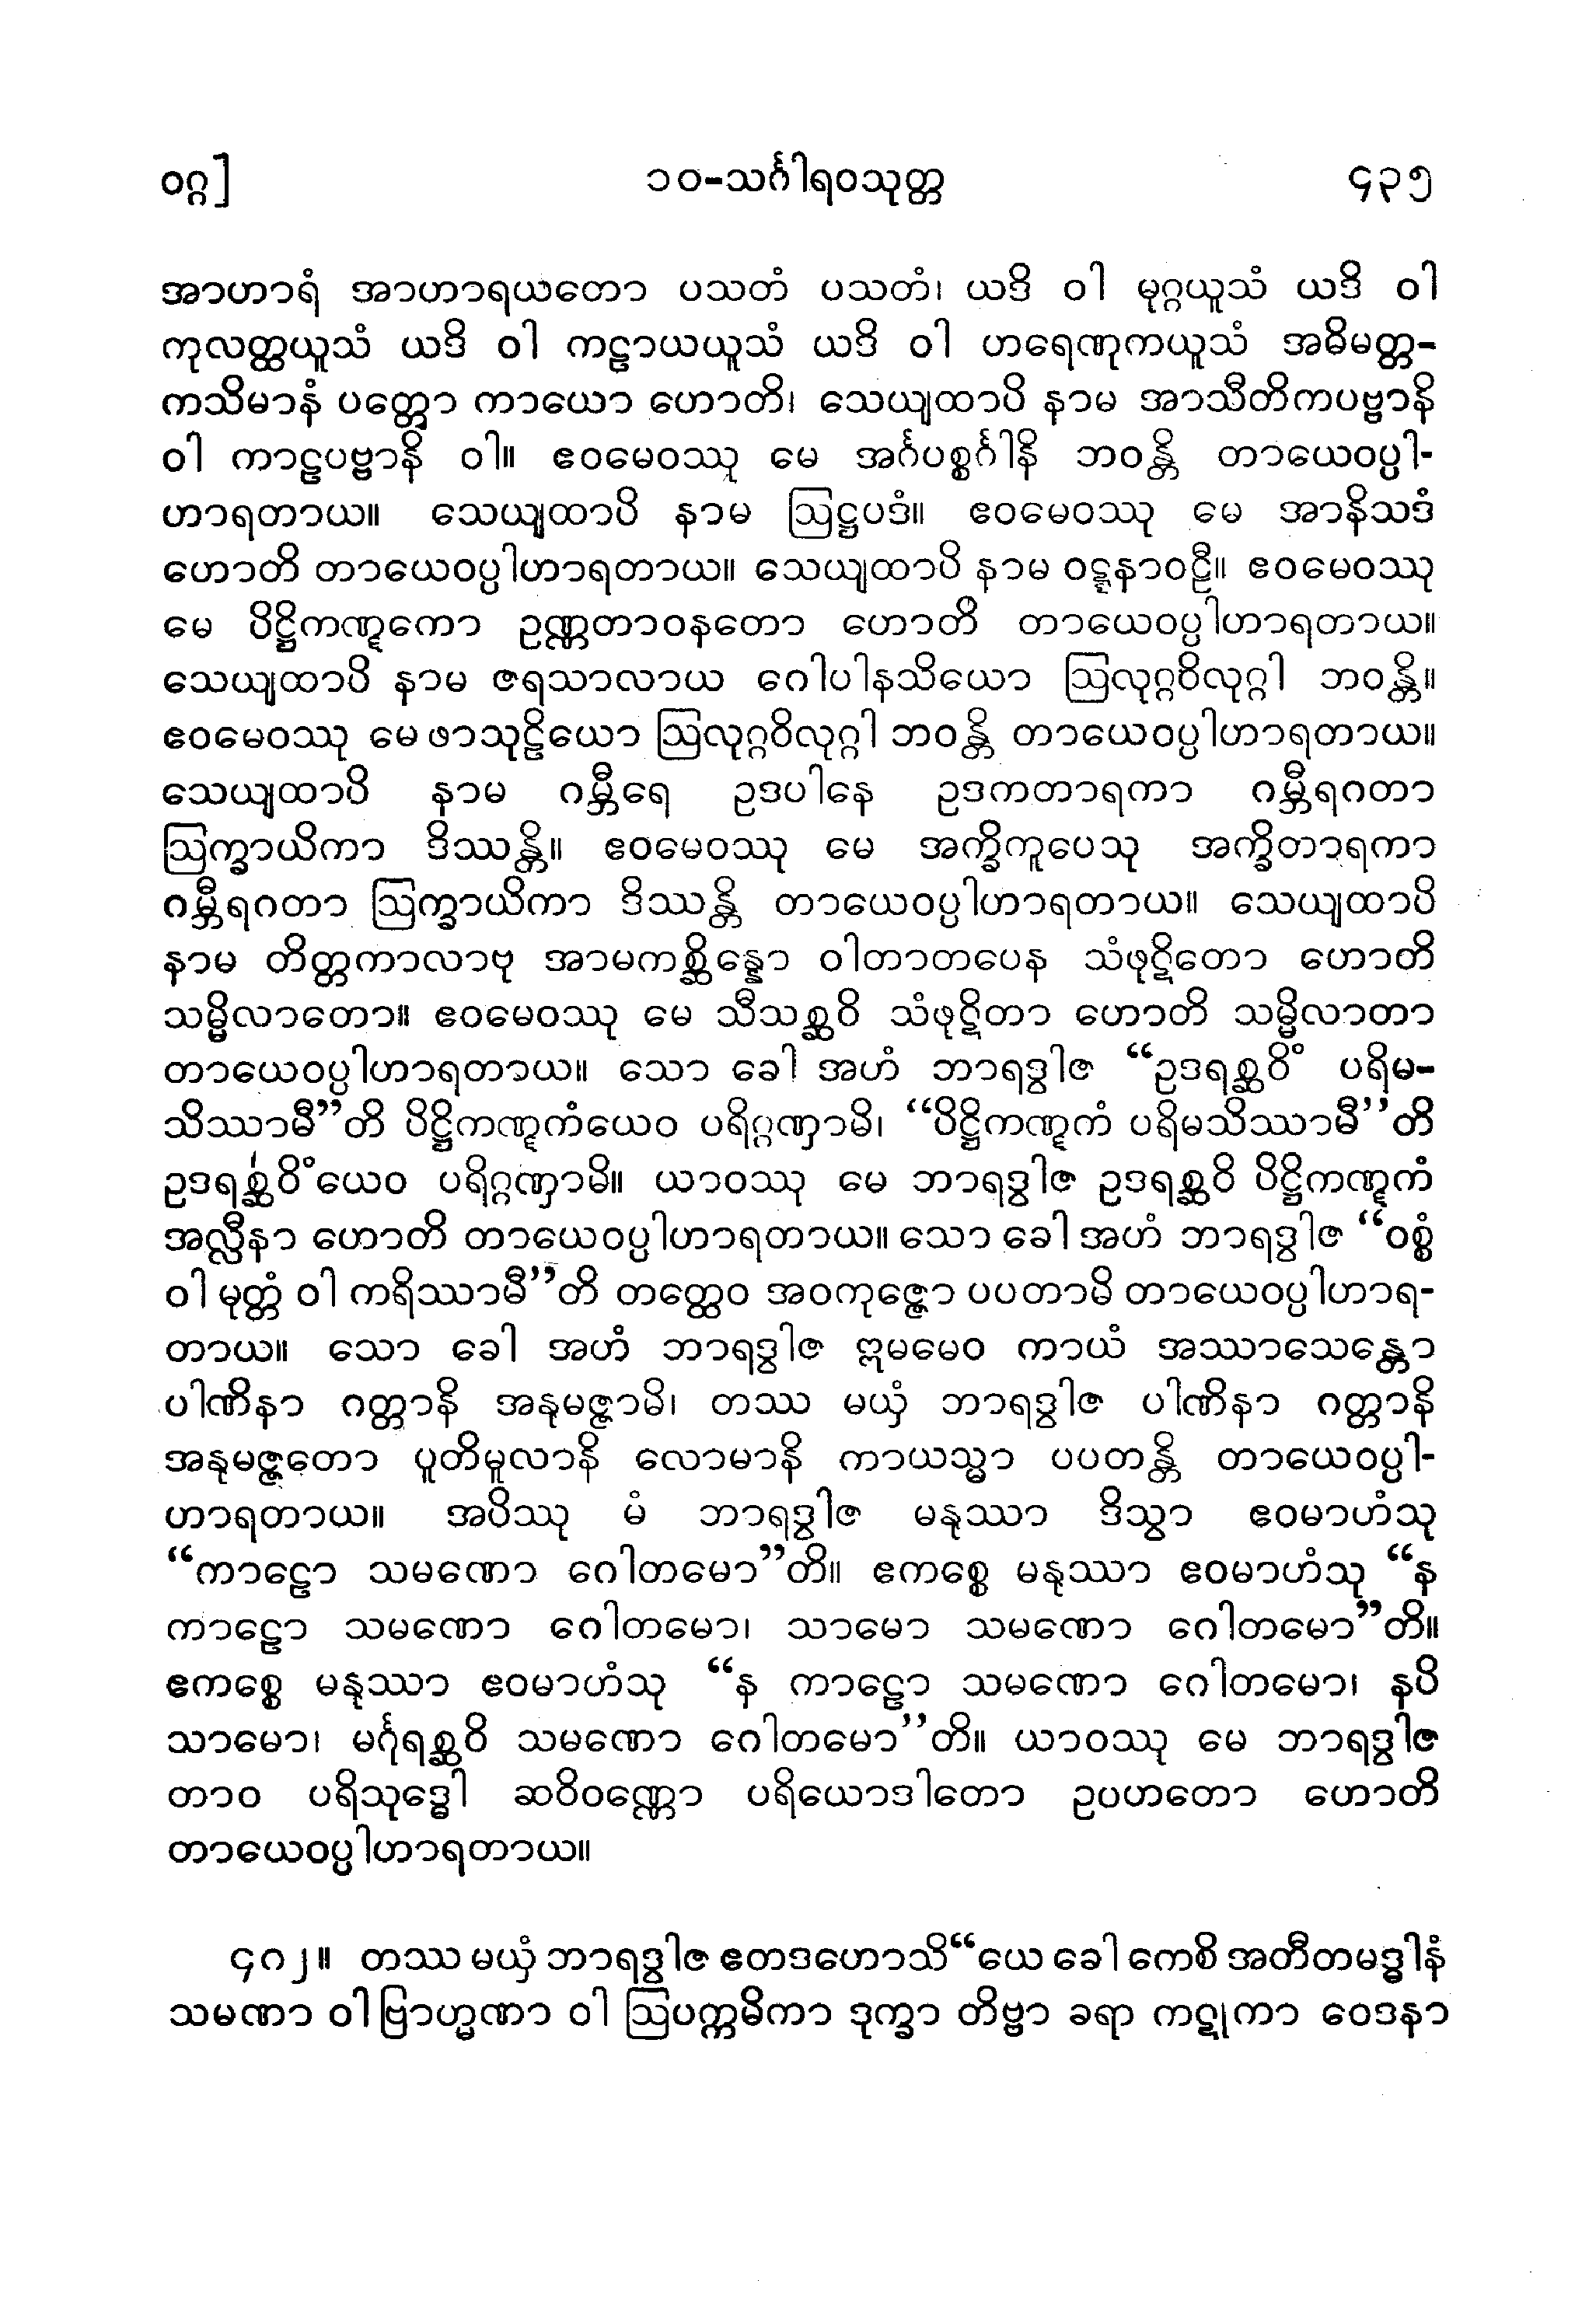 ဝဂ္ဂ] ၁၀-သင်္ဂါရဝသုတ္တ ၄၃၅
အာဟာရံ အာဟာရယတော ပသတံ ပသတံ၊ ယဒိ ဝါ မုဂ္ဂယူသံ ယဒိ ဝါ
ကုလတ္ထယူသံ ယဒိ ဝါ ကဠာယယူသံ ယဒိ ဝါ ဟရေဏုကယူသံ အဓိမတ္တ-
ကသိမာနံ ပတ္တော ကာယော ဟောတိ၊ သေယျထာပိ နာမ အာသီတိကပဗ္ဗာနိ
ဝါ ကာဠပဗ္ဗာနိ ဝါ။ ဧဝမေဝဿု မေ အင်္ဂပစ္စင်္ဂါနိ ဘဝန္တိ တာယေဝပ္ပါ-
ဟာရတာယ။ သေယျထာပိ နာမ ဩဋ္ဌပဒံ။ ဧဝမေဝဿု မေ အာနိသဒံ
ဟောတိ တာယေဝပ္ပါဟာရတာယ။ သေယျထာပိ နာမ ဝဋ္ဋနာဝဠီ။ ဧဝမေဝဿု
မေ ပိဋ္ဌိကဏ္ဋကော ဥဏ္ဏတာဝနတော ဟောတိ တာယေဝပ္ပါဟာရတာယ။
သေယျထာပိ နာမ ဇရသာလာယ ဂေါပါနသိယော ဩလုဂ္ဂဝိလုဂ္ဂါ ဘဝန္တိ။
ဧဝမေဝဿု မေ ဖာသုဠိယော ဩလုဂ္ဂဝိလုဂ္ဂါ ဘဝန္တိ တာယေဝပ္ပါဟာရတာယ။
သေယျထာပိ နာမ ဂမ္ဘီရေ ဥဒပါနေ ဥဒကတာရကာ ဂမ္ဘီရဂတာ
ဩက္ခာယိကာ ဒိဿန္တိ။ ဧဝမေဝဿု မေ အက္ခိကူပေသု အက္ခိတာရကာ
ဂမ္ဘီရဂတာ ဩက္ခာယိကာ ဒိဿန္တိ တာယေဝပ္ပါဟာရတာယ။ သေယျထာပိ
နာမ တိတ္တကာလာဗု အာမကစ္ဆိန္နော ဝါတာတပေန သံဖုဋိတော ဟောတိ
သမ္မိလာတော။ ဧဝမေဝဿု မေ သီသစ္ဆဝိ သံဖုဋိတာ ဟောတိ သမ္မိလာတာ
တာယေဝပ္ပါဟာရတာယ။ သော ခေါ အဟံ ဘာရဒွါဇ “ဥဒရစ္ဆဝိံ ပရိမ-
သိဿာမီ”တိ ပိဋ္ဌိကဏ္ဋကံယေဝ ပရိဂ္ဂဏှာမိ၊ “ပိဋ္ဌိကဏ္ဋကံ ပရိမသိဿာမီ”တိ
ဥဒရစ္ဆဝိံယေဝ ပရိဂ္ဂဏှာမိ။ ယာဝဿု မေ ဘာရဒွါဇ ဥဒရစ္ဆဝိ ပိဋ္ဌိကဏ္ဋကံ
အလ္လီနာ ဟောတိ တာယေဝပ္ပါဟာရတာယ။ သော ခေါ အဟံ ဘာရဒွါဇ “ဝစ္စံ
ဝါ မုတ္တံ ဝါ ကရိဿာမီ”တိ တတ္ထေဝ အဝကုဇ္ဇော ပပတာမိ တာယေဝပ္ပါဟာရ-
တာယ။ သော ခေါ အဟံ ဘာရဒွါဇ ဣမမေဝ ကာယံ အဿာသေန္တော
ပါဏိနာ ဂတ္တာနိ အနုမဇ္ဇာမိ၊ တဿ မယှံ ဘာရဒွါဇ ပါဏိနာ ဂတ္တာနိ
အနုမဇ္ဇတော ပူတိမူလာနိ လောမာနိ ကာယသ္မာ ပပတန္တိ တာယေဝပ္ပါ-
ဟာရတာယ။ အပိဿု မံ ဘာရဒွါဇ မနုဿာ ဒိသွာ ဧဝမာဟံသု
“ကာဠော သမဏော ဂေါတမော”တိ။ ဧကစ္စေ မနုဿာ ဧဝမာဟံသု “န
ကာဠော သမဏော ဂေါတမော၊ သာမော သမဏော ဂေါတမော”တိ။
ဧကစ္စေ မနုဿာ ဧဝမာဟံသု “န ကာဠော သမဏော ဂေါတမော၊ နပိ
သာမော၊ မင်္ဂုရစ္ဆဝိ သမဏော ဂေါတမော”တိ။ ယာဝဿု မေ ဘာရဒွါဇ
တာဝ ပရိသုဒ္ဓေါ ဆဝိဝဏ္ဏော ပရိယောဒါတော ဥပဟတော ဟောတိ
တာယေဝပ္ပါဟာရတာယ။
၄၈၂။ တဿ မယှံ ဘာရဒွါဇ ဧတဒဟောသိ“ယေ ခေါ ကေစိ အတီတမဒ္ဓါနံ
သမဏာ ဝါ ဗြာဟ္မဏာ ဝါ ဩပက္ကမိကာ ဒုက္ခာ တိဗ္ဗာ ခရာ ကဋုကာ ဝေဒနာ